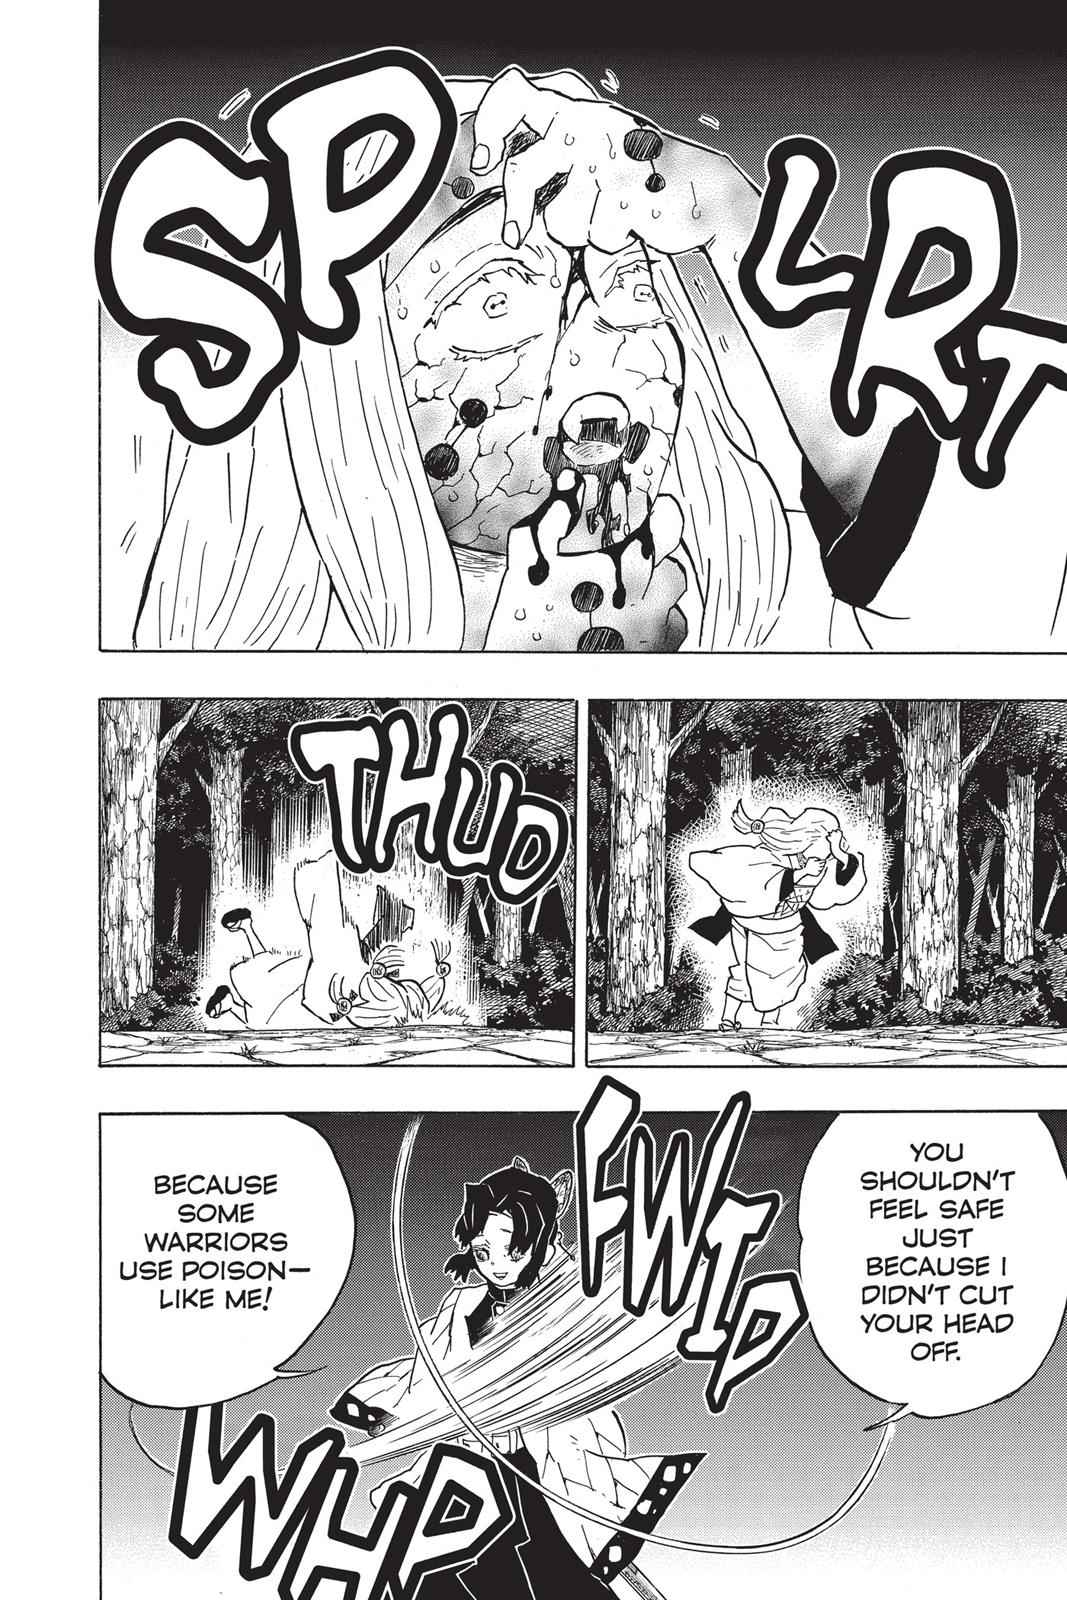 SPLRT
THUD
YOU
SHOULDN'T
FEEL SAFE
JUST
BECAUSE I
DIDN'T CUT
YOUR HEAD
OFF.
FWID
BECAUSE
SOME
WARRIORS
USE POISON—
LIKE ME!
WHP